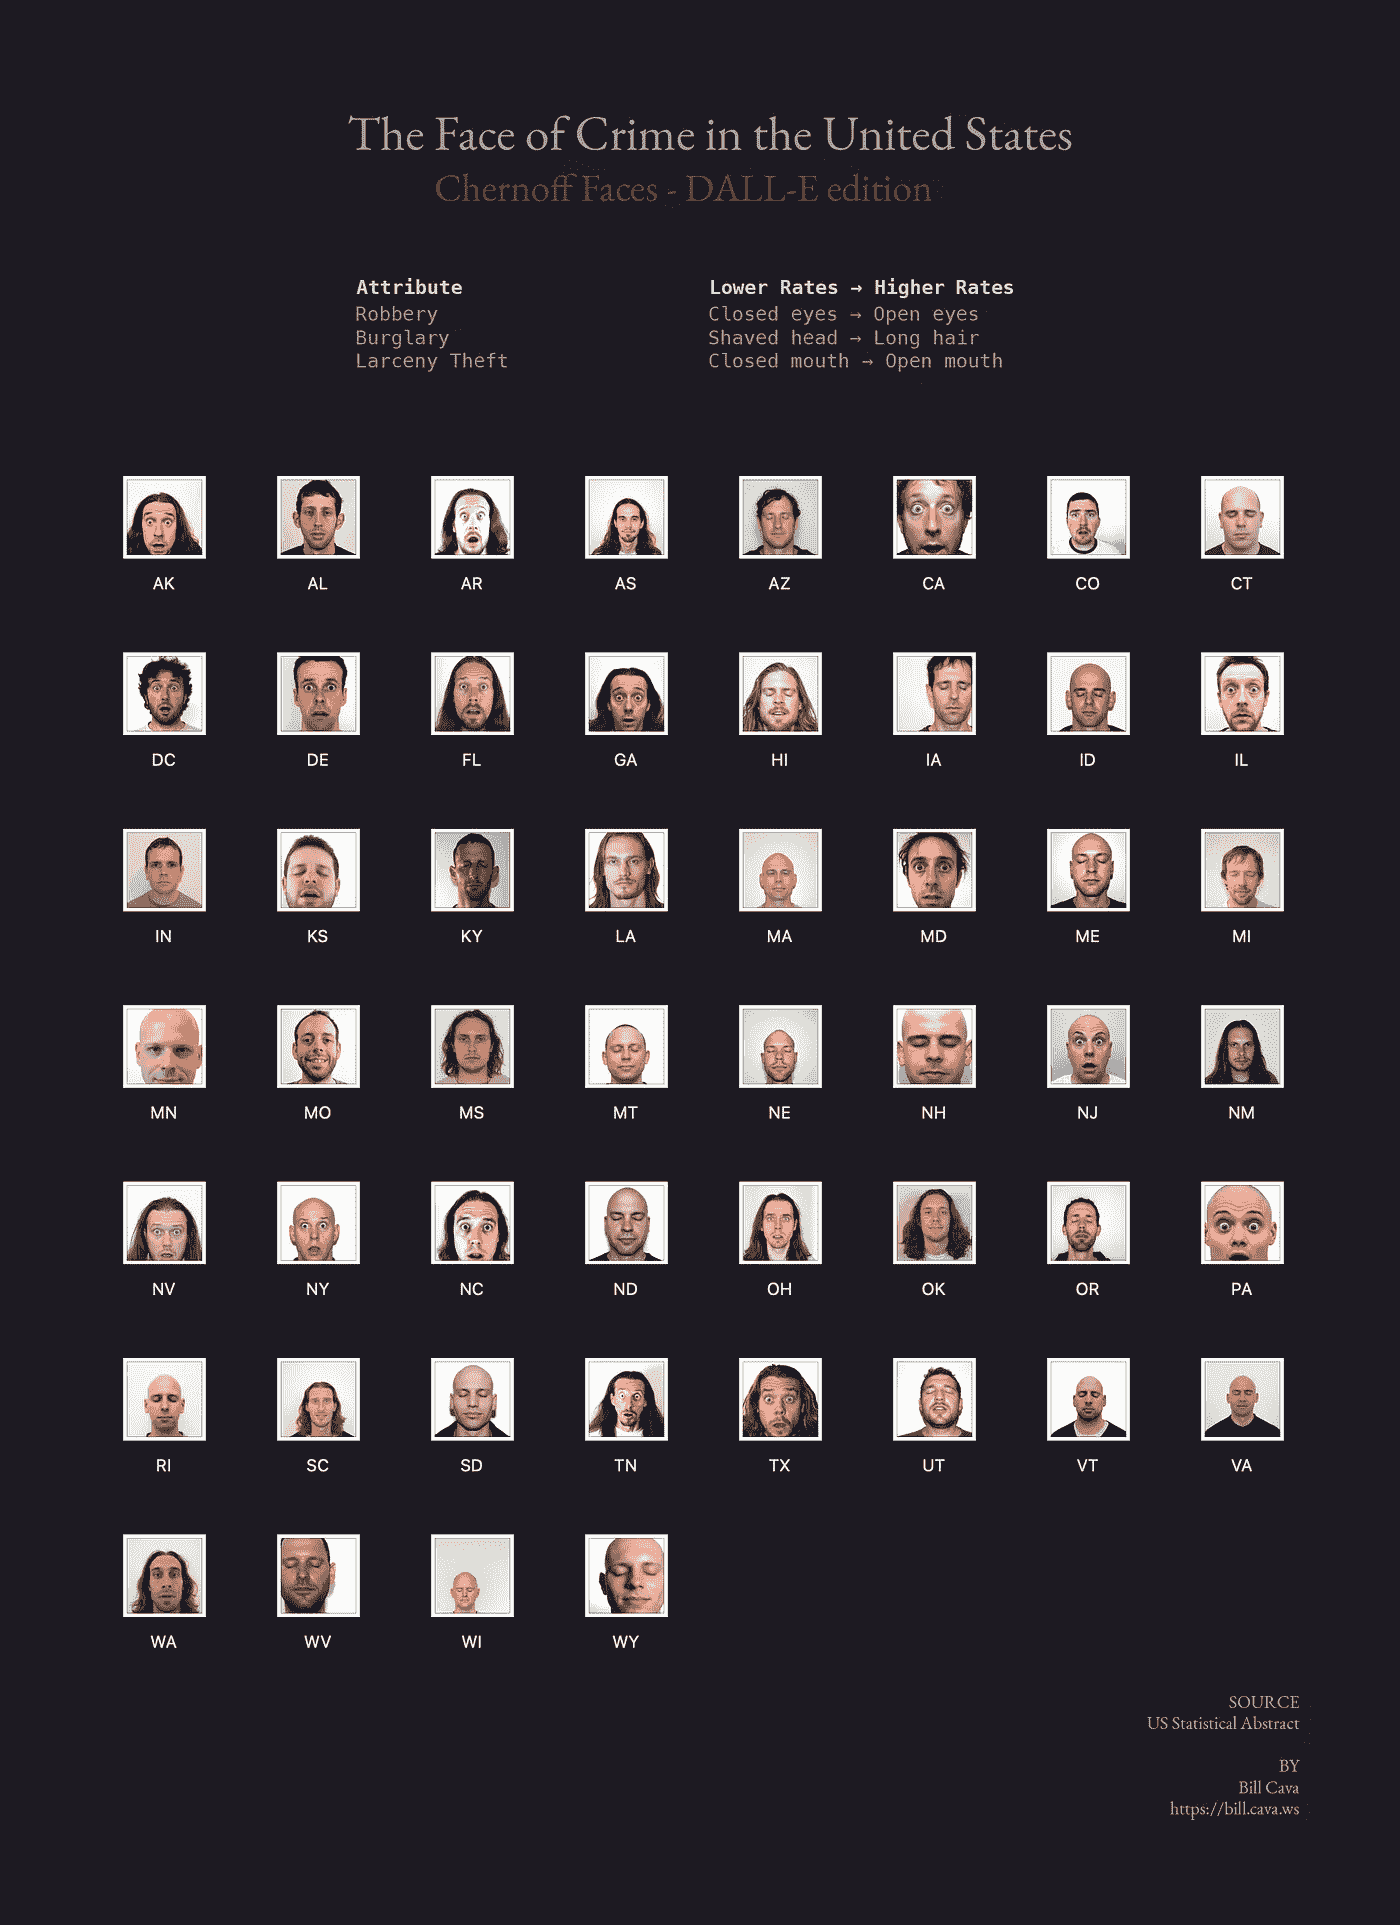 The Face of Crime in the United States
Chernoff Faces - DALL-E edition
Attribute Lower Rates → Higher Rates
Robbery Closed eyes → Open eyes
Burglary Shaved head → Long hair
Larceny Theft Closed mouth → Open mouth
AK AL AR AS AZ CA CO CT
DC DE FL GA HI IA ID IL
IN KS KY LA MA MD ME MI
MN MO MS MT NE NH NJ NM
NV NY NC ND OH OK OR PA
RI SC SD TN TX UT VT VA
WA WV WI WY
SOURCE
US Statistical Abstract
BY
Bill Cava
https://bill.cava.ws